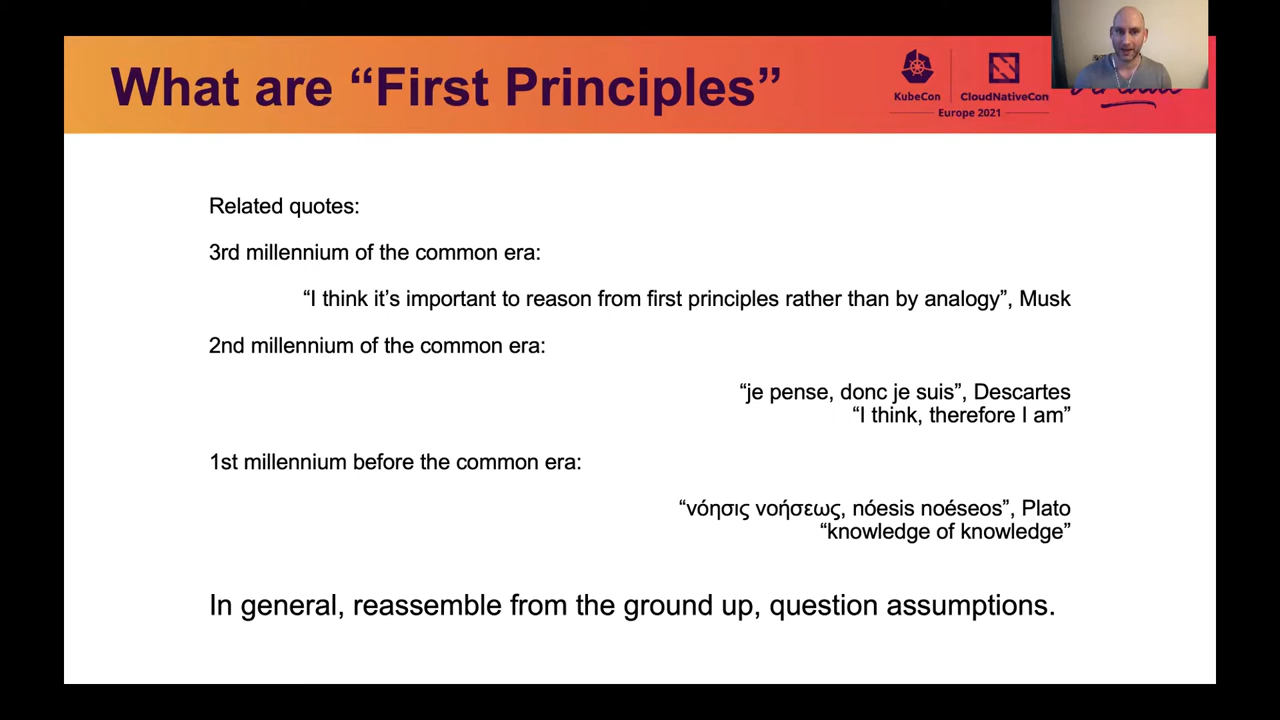 What are “First Principles”
KubeCon
CloudNativeCon
Europe 2021
Related quotes:
3rd millennium of the common era:
“I think it’s important to reason from first principles rather than by analogy”, Musk
2nd millennium of the common era:
“je pense, donc je suis”, Descartes
“I think, therefore I am”
1st millennium before the common era:
“νόησις νοήσεως, nóesis noéseos”, Plato
“knowledge of knowledge”
In general, reassemble from the ground up, question assumptions.